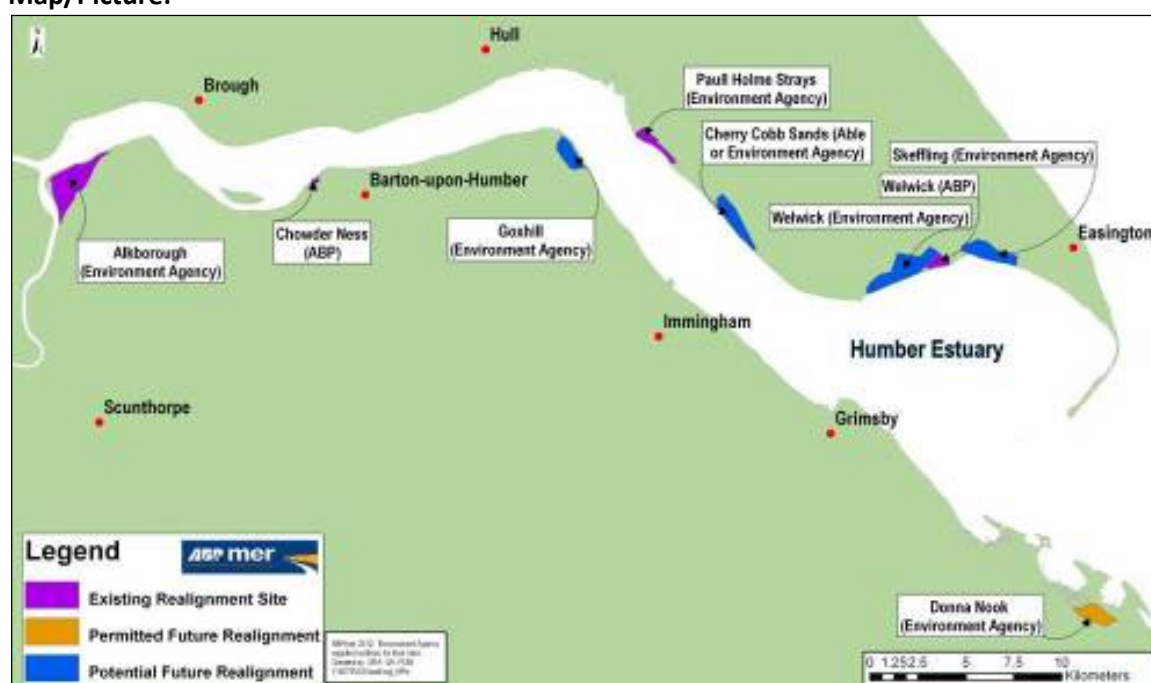 Map/Picture:
Hull
Brough
Paull Holme Strays
(Environment Agency)
Cherry Cobb Sands (Able
or Environment Agency)
Skeffling (Environment Agency)
Welwick (ABP)
Welwick (Environment Agency)
Easington
Barton-upon-Humber
Chowder Ness
(ABP)
Goxhill
(Environment Agency)
Alkborough
(Environment Agency)
Immingham
Humber Estuary
Scunthorpe
Grimsby
Legend
ABP mer
Existing Realignment Site
Permitted Future Realignment
Potential Future Realignment
Donna Nook
(Environment Agency)
0 1.25 2.5 5 7.5 10
Kilometers